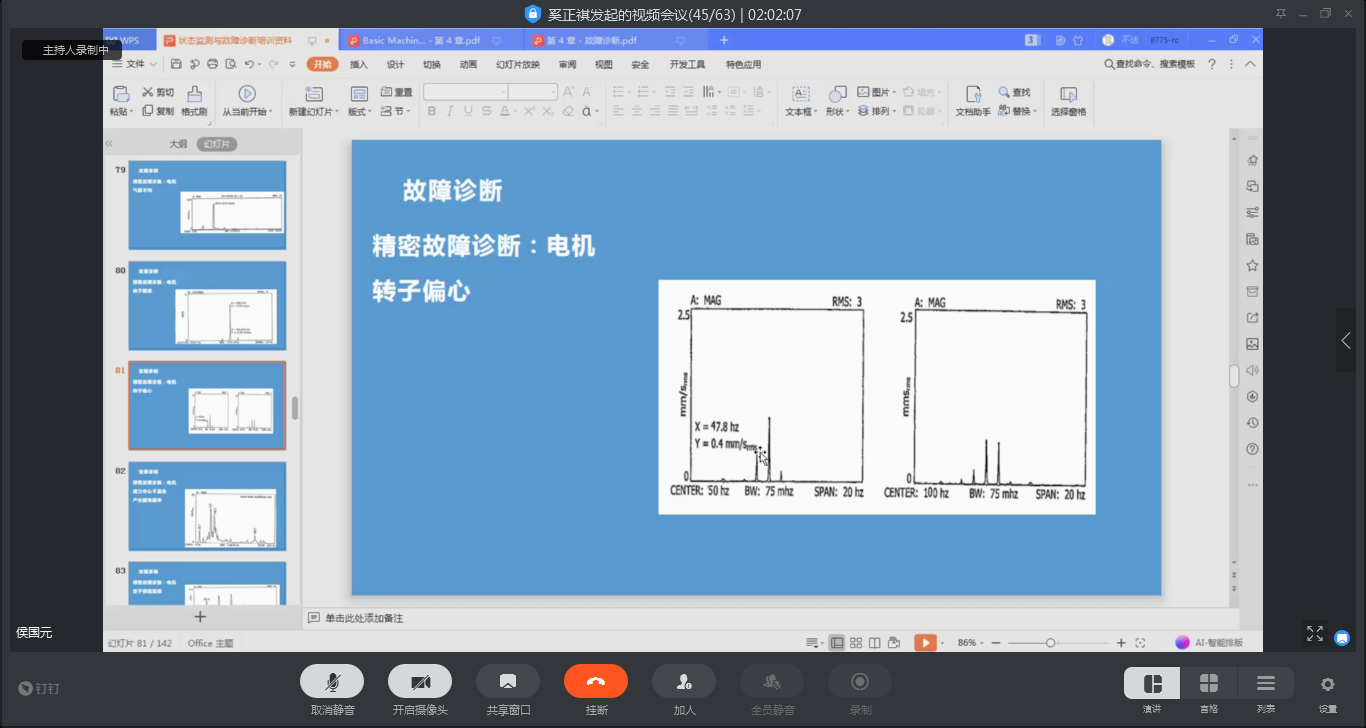 奚正祺发起的视频会议(45/63) | 02:02:07
主持人录制中
WPS
状态监测与故障诊断培训资料
Basic Machin... - 第 4 章.pdf
第 4 章 - 故障诊断.pdf
3
8775-rc
文件
开始
插入
设计
切换
动画
幻灯片放映
审阅
视图
安全
开发工具
特色应用
查找命令、搜索模板
粘贴
剪切
复制
格式刷
从当前开始
新建幻灯片
版式
重置
节
文本框
形状
图片
排列
填充
轮廓
文档助手
查找
替换
选择窗格
大纲
幻灯片
79
80
81
82
83
故障诊断
精密故障诊断：电机
转子偏心
A: MAG
RMS: 3
2.5
mm/srms
X = 47.8 hz
Y = 0.4 mm/srms
0
CENTER: 50 hz
BW: 75 mhz
SPAN: 20 hz
A: MAG
RMS: 3
2.5
mmsrms
0
CENTER: 100 hz
BW: 75 mhz
SPAN: 20 hz
单击此处添加备注
侯国元
幻灯片 81 / 142
Office 主题
86%
AI-智能排版
钉钉
取消静音
开启摄像头
共享窗口
挂断
加人
全员静音
录制
演讲
宫格
列表
设置